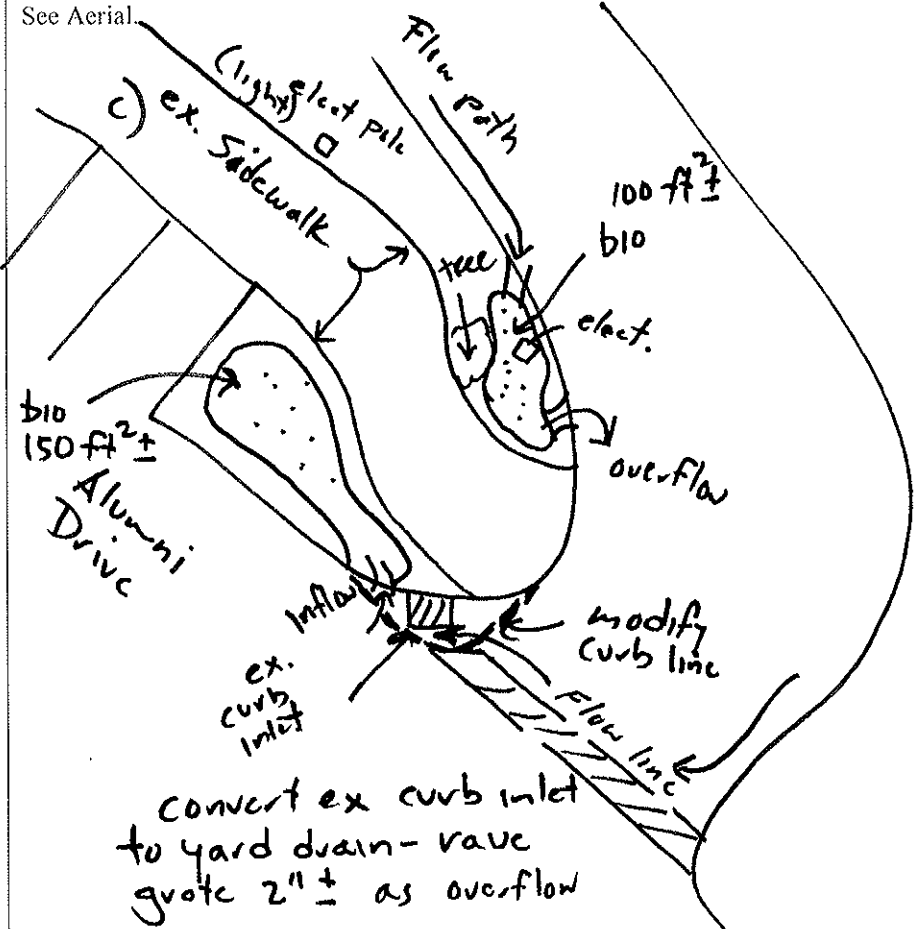 See Aerial.
(light) elect pole
c) ex. Sidewalk
Flow path
100 ft² ±
bio
tree
elect.
overflow
bio
150 ft² ±
Alumni
Drive
inflow
ex.
curb
inlet
modify
curb line
Flow line
convert ex curb inlet
to yard drain - raue
grate 2" ± as overflow